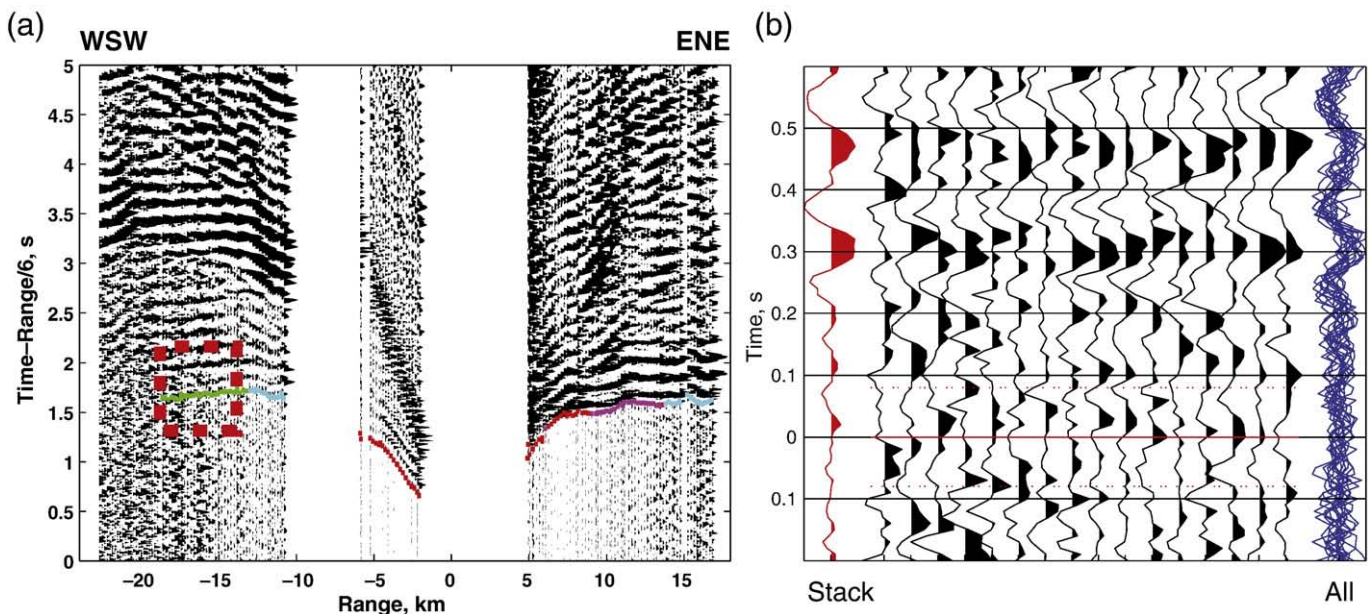 (a)
WSW
ENE
(b)
Time–Range/6, s
5
4.5
4
3.5
3
2.5
2
1.5
1
0.5
0
–20
–15
–10
–5
0
5
10
15
Range, km
Time, s
0.5
0.4
0.3
0.2
0.1
0
0.1
Stack
All